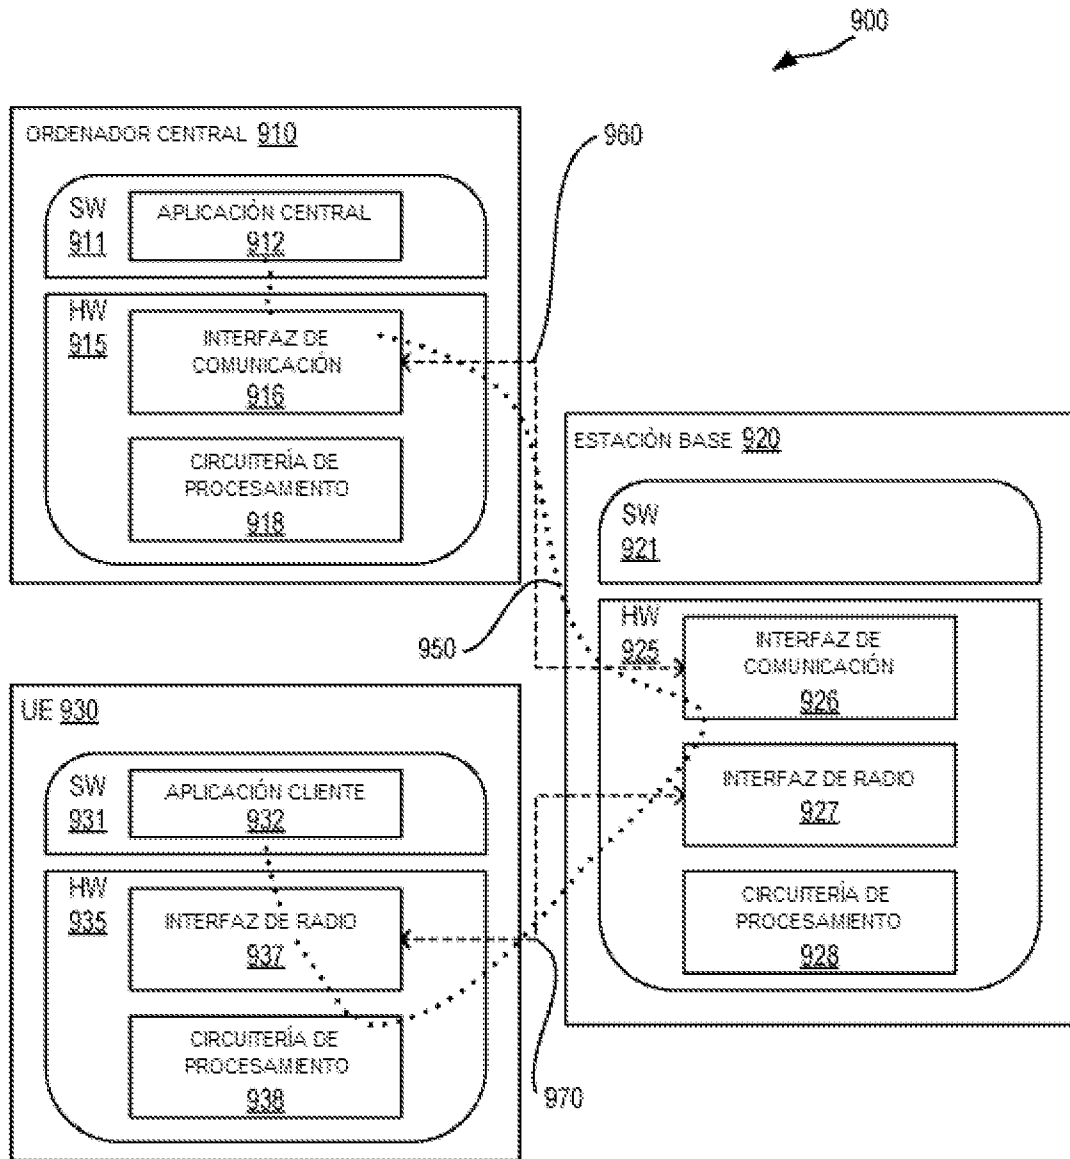 900
ORDENADOR CENTRAL 910
960
SW
911
APLICACIÓN CENTRAL
912
HW
915
INTERFAZ DE
COMUNICACIÓN
916
CIRCUITERÍA DE
PROCESAMIENTO
918
ESTACIÓN BASE 920
SW
921
HW
925
INTERFAZ DE
COMUNICACIÓN
926
INTERFAZ DE RADIO
927
CIRCUITERÍA DE
PROCESAMIENTO
928
950
UE 930
SW
931
APLICACIÓN CLIENTE
932
HW
935
INTERFAZ DE RADIO
937
CIRCUITERÍA DE
PROCESAMIENTO
938
970